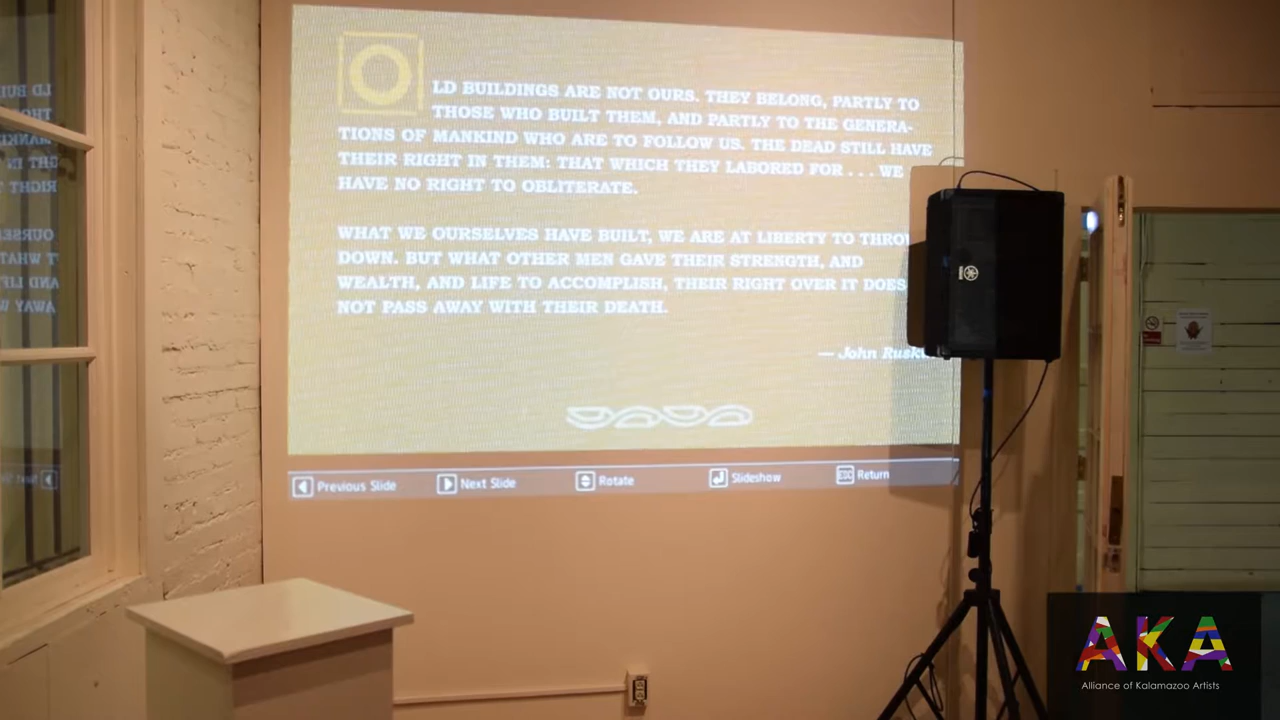 OLD BUILDINGS ARE NOT OURS. THEY BELONG, PARTLY TO
THOSE WHO BUILT THEM, AND PARTLY TO THE GENERA-
TIONS OF MANKIND WHO ARE TO FOLLOW US. THE DEAD STILL HAVE
THEIR RIGHT IN THEM: THAT WHICH THEY LABORED FOR . . . WE
HAVE NO RIGHT TO OBLITERATE.
WHAT WE OURSELVES HAVE BUILT, WE ARE AT LIBERTY TO
DOWN. BUT WHAT OTHER MEN GAVE THEIR STRENGTH, AND
WEALTH, AND LIFE TO ACCOMPLISH, THEIR RIGHT OVER IT DOES
NOT PASS AWAY WITH THEIR DEATH.
— John
Previous Slide Next Slide Rotate Slideshow ESC Return
AKA
Alliance of Kalamazoo Artists